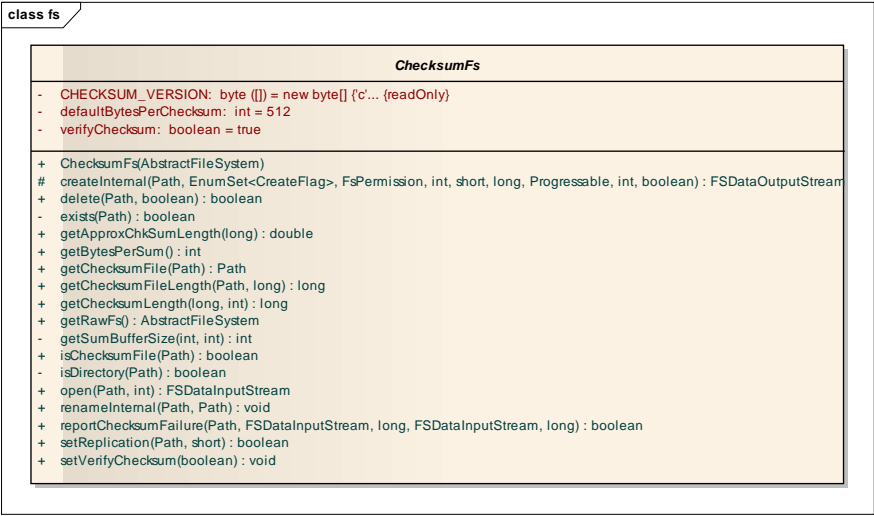 class fs
ChecksumFs
- CHECKSUM_VERSION: byte ([]) = new byte[] {'c'... {readOnly}
- defaultBytesPerChecksum: int = 512
- verifyChecksum: boolean = true
+ ChecksumFs(AbstractFileSystem)
# createInternal(Path, EnumSet<CreateFlag>, FsPermission, int, short, long, Progressable, int, boolean) : FSDataOutputStream
+ delete(Path, boolean) : boolean
- exists(Path) : boolean
+ getApproxChkSumLength(long) : double
+ getBytesPerSum() : int
+ getChecksumFile(Path) : Path
+ getChecksumFileLength(Path, long) : long
+ getChecksumLength(long, int) : long
+ getRawFs() : AbstractFileSystem
- getSumBufferSize(int, int) : int
+ isChecksumFile(Path) : boolean
- isDirectory(Path) : boolean
+ open(Path, int) : FSDataInputStream
+ renameInternal(Path, Path) : void
+ reportChecksumFailure(Path, FSDataInputStream, long, FSDataInputStream, long) : boolean
+ setReplication(Path, short) : boolean
+ setVerifyChecksum(boolean) : void